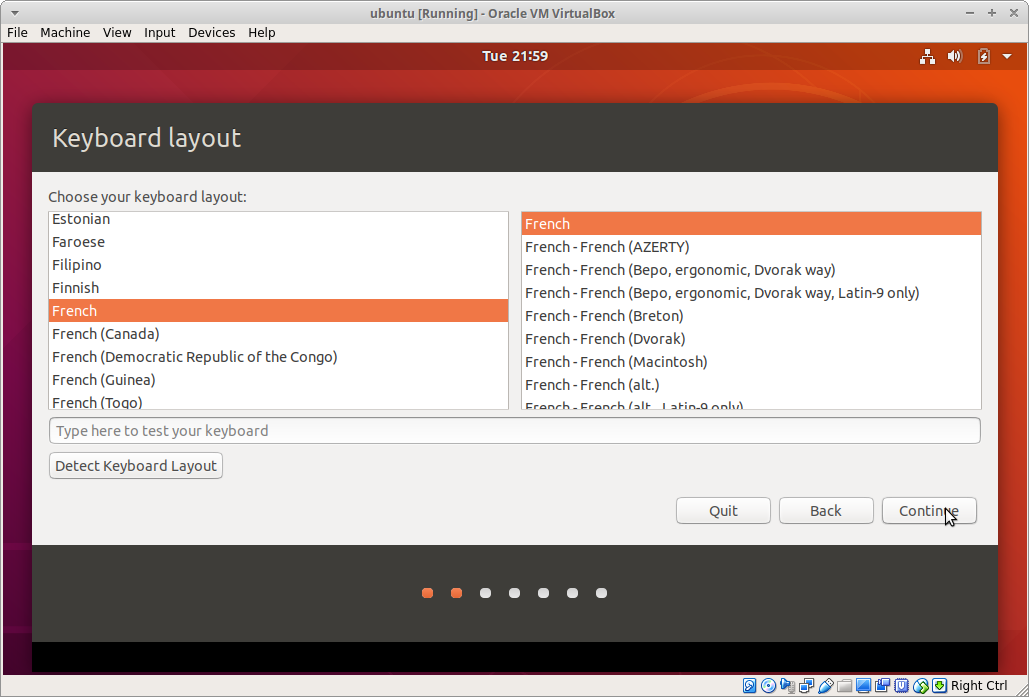 ubuntu [Running] - Oracle VM VirtualBox
File Machine View Input Devices Help
Tue 21:59
Keyboard layout
Choose your keyboard layout:
Estonian
Faroese
Filipino
Finnish
French
French (Canada)
French (Democratic Republic of the Congo)
French (Guinea)
French (Togo)
French
French - French (AZERTY)
French - French (Bepo, ergonomic, Dvorak way)
French - French (Bepo, ergonomic, Dvorak way, Latin-9 only)
French - French (Breton)
French - French (Dvorak)
French - French (Macintosh)
French - French (alt.)
French - French (alt., Latin-9 only)
Type here to test your keyboard
Detect Keyboard Layout
Quit Back Continue
Right Ctrl